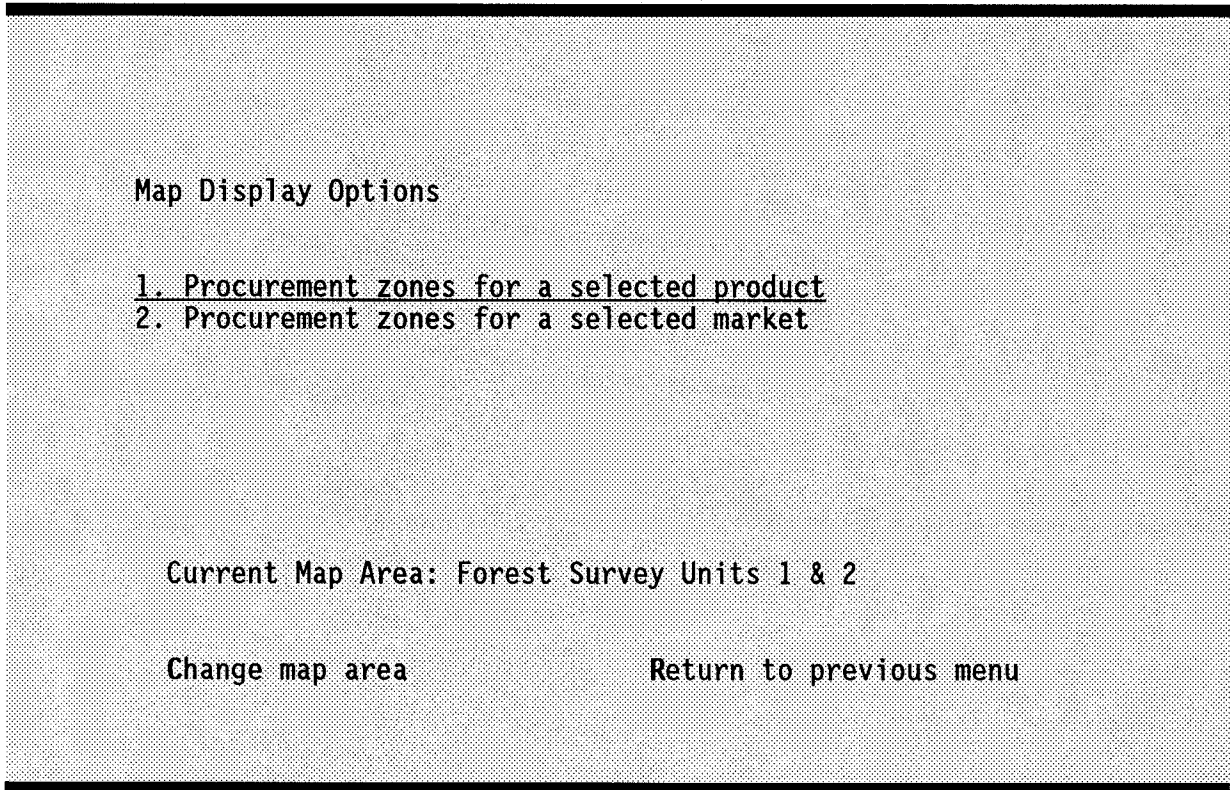 Map Display Options
1. Procurement zones for a selected product
2. Procurement zones for a selected market
Current Map Area: Forest Survey Units 1 & 2
Change map area Return to previous menu